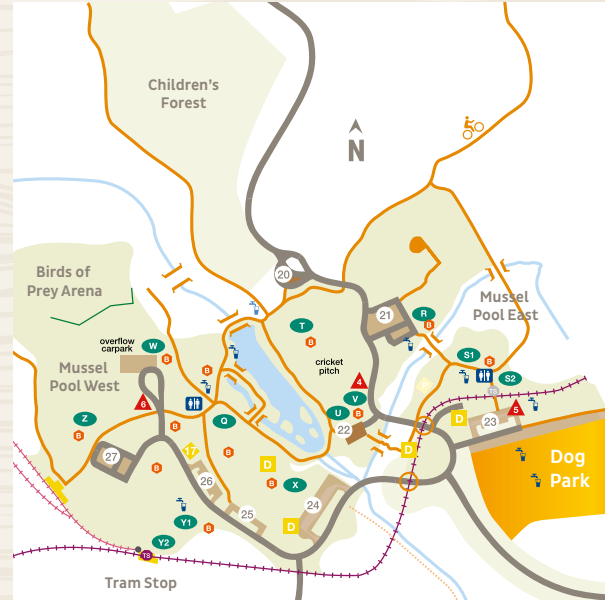 Children's
Forest
N
20
Birds of
Prey Arena
Mussel
Pool East
21
R
B
T
B
overflow
carpark
W
B
cricket
pitch
S1
B
Mussel
Pool West
B
4
S2
TS
6
V
U
B
5
Z
B
B
Q
22
D
23
27
B
17
B
D
D
Dog
Park
26
B
X
24
25
Y1
B
D
Y2
TS
Tram Stop